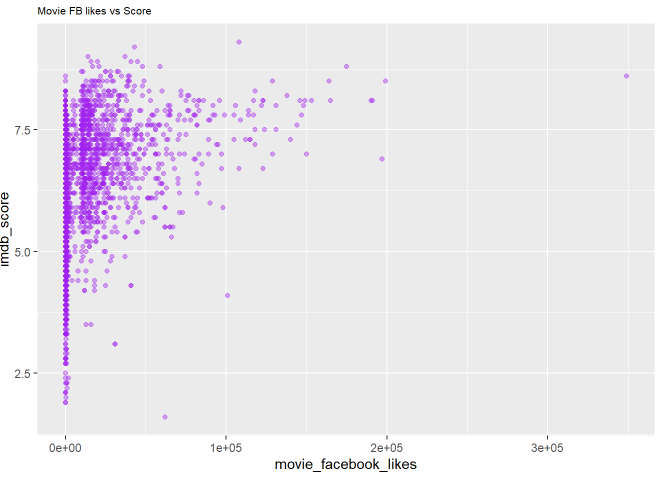 Movie FB likes vs Score
imdb_score
7.5
5.0
2.5
0e+00 1e+05 2e+05 3e+05
movie_facebook_likes